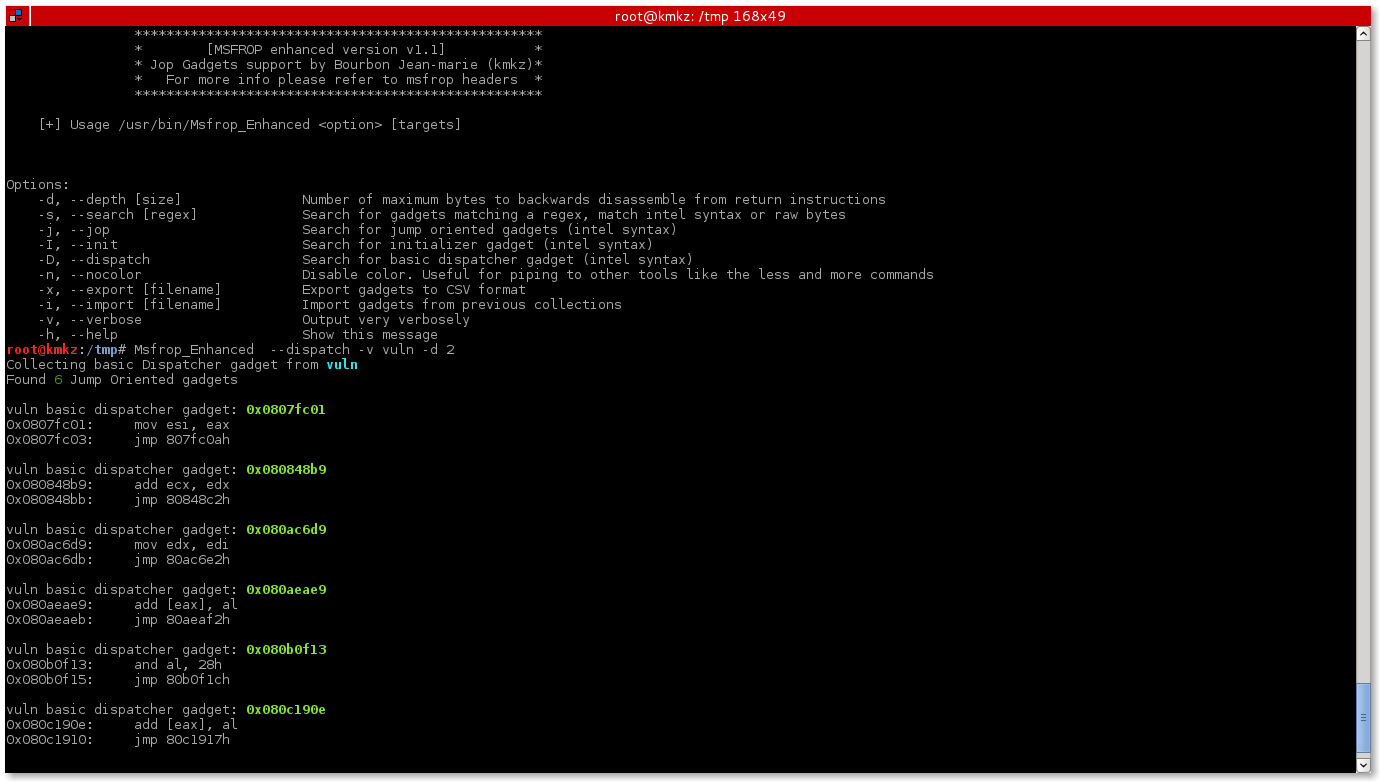 root@kmkz: /tmp 168x49
***************************************************
* [MSFROP enhanced version v1.1] *
* Jop Gadgets support by Bourbon Jean-marie (kmkz)*
* For more info please refer to msfrop headers *
***************************************************
[+] Usage /usr/bin/Msfrop_Enhanced <option> [targets]
Options:
-d, --depth [size] Number of maximum bytes to backwards disassemble from return instructions
-s, --search [regex] Search for gadgets matching a regex, match intel syntax or raw bytes
-j, --jop Search for jump oriented gadgets (intel syntax)
-I, --init Search for initializer gadget (intel syntax)
-D, --dispatch Search for basic dispatcher gadget (intel syntax)
-n, --nocolor Disable color. Useful for piping to other tools like the less and more commands
-x, --export [filename] Export gadgets to CSV format
-i, --import [filename] Import gadgets from previous collections
-v, --verbose Output very verbosely
-h, --help Show this message
root@kmkz:/tmp# Msfrop_Enhanced  --dispatch -v vuln -d 2
Collecting basic Dispatcher gadget from vuln
Found 6 Jump Oriented gadgets
vuln basic dispatcher gadget: 0x0807fc01
0x0807fc01: mov esi, eax
0x0807fc03: jmp 807fc0ah
vuln basic dispatcher gadget: 0x080848b9
0x080848b9: add ecx, edx
0x080848bb: jmp 80848c2h
vuln basic dispatcher gadget: 0x080ac6d9
0x080ac6d9: mov edx, edi
0x080ac6db: jmp 80ac6e2h
vuln basic dispatcher gadget: 0x080aeae9
0x080aeae9: add [eax], al
0x080aeaeb: jmp 80aeaf2h
vuln basic dispatcher gadget: 0x080b0f13
0x080b0f13: and al, 28h
0x080b0f15: jmp 80b0f1ch
vuln basic dispatcher gadget: 0x080c190e
0x080c190e: add [eax], al
0x080c1910: jmp 80c1917h